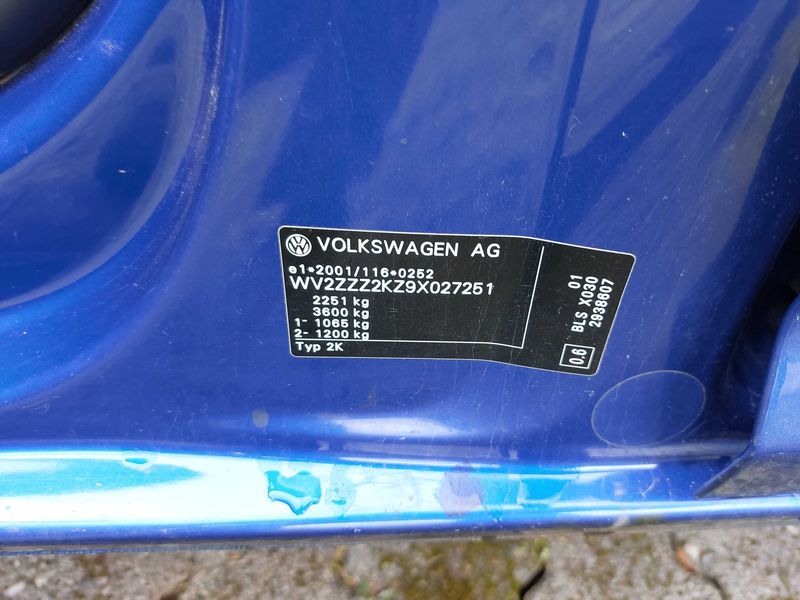 VOLKSWAGEN AG
e1*2001/116*0252
WV2ZZZ2KZ9X027251
2251 kg
3600 kg
1- 1065 kg
2- 1200 kg
Typ 2K
01
BLS X030
2938607
0.6